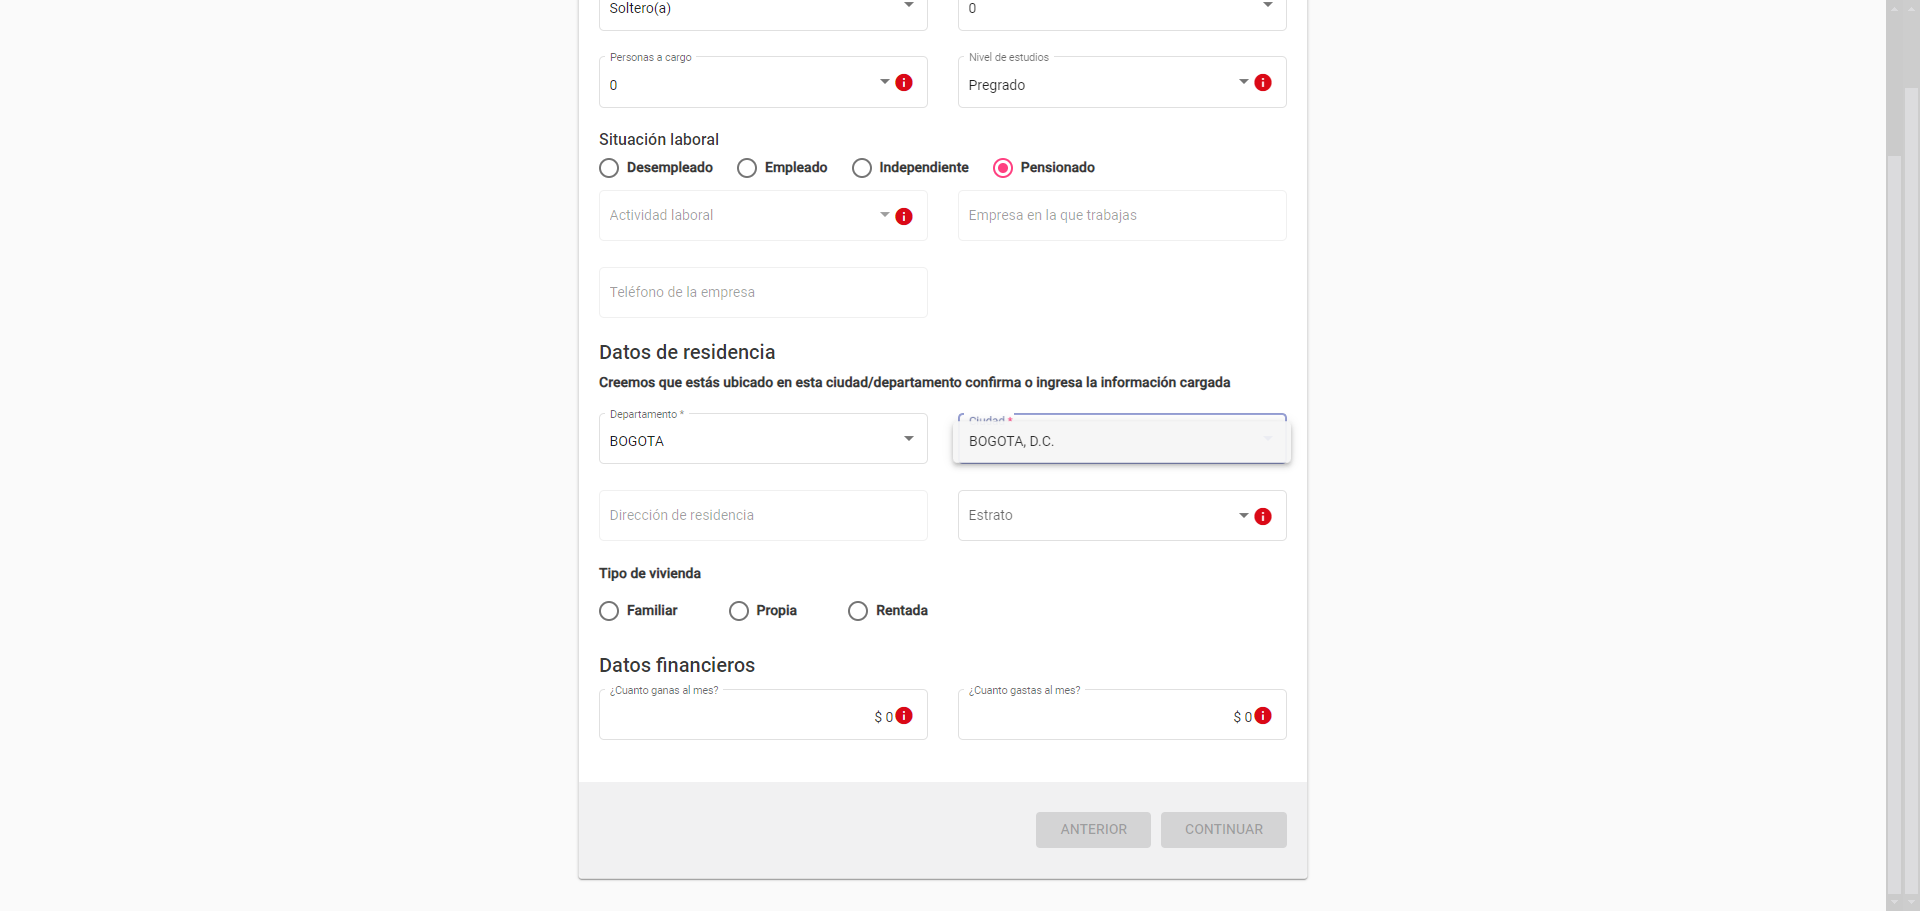 Soltero(a)
0
Personas a cargo
0
Nivel de estudios
Pregrado
Situación laboral
Desempleado
Empleado
Independiente
Pensionado
Actividad laboral
Empresa en la que trabajas
Teléfono de la empresa
Datos de residencia
Creemos que estás ubicado en esta ciudad/departamento confirma o ingresa la información cargada
Departamento *
BOGOTA
Ciudad *
BOGOTA, D.C.
Dirección de residencia
Estrato
Tipo de vivienda
Familiar
Propia
Rentada
Datos financieros
¿Cuanto ganas al mes?
$ 0
¿Cuanto gastas al mes?
$ 0
ANTERIOR
CONTINUAR